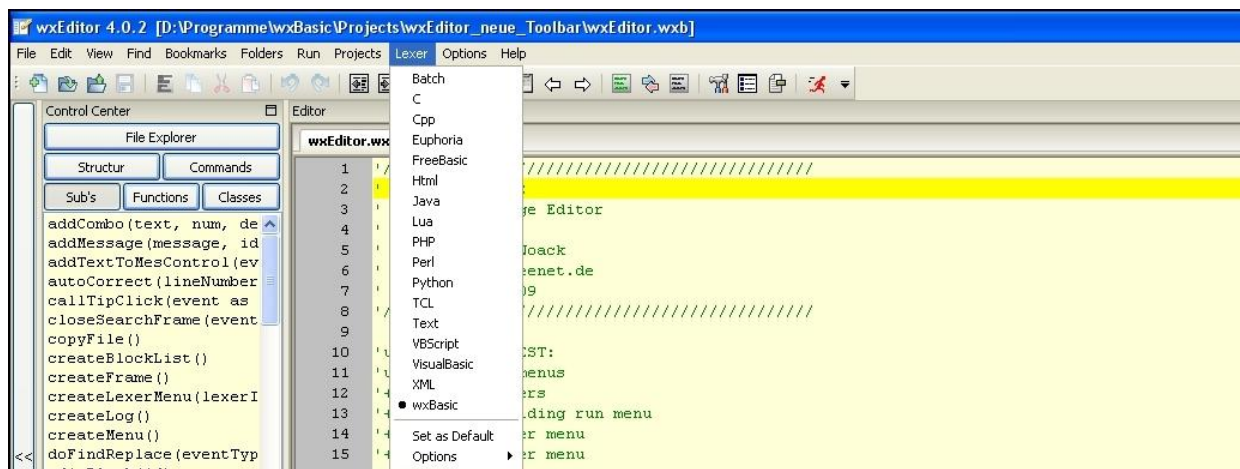 wxEditor 4.0.2 [D:\Programme\wxBasic\Projects\wxEditor_neue_Toolbar\wxEditor.wxb]
File Edit View Find Bookmarks Folders Run Projects Lexer Options Help
Control Center
File Explorer
Structur Commands
Sub's Functions Classes
addCombo(text, num, de
addMessage(message, id
addTextToMesControl(ev
autoCorrect(lineNumber
callTipClick(event as
closeSearchFrame(event
copyFile()
createBlockList()
createFrame()
createLexerMenu(lexerI
createLog()
createMenu()
doFindReplace(eventTyp
<<
Batch
C
Cpp
Euphoria
FreeBasic
Html
Java
Lua
PHP
Perl
Python
TCL
Text
VBScript
VisualBasic
XML
wxBasic
Set as Default
Options
Editor
wxEditor.wx
1 '/ ////////////////////////////////
2 '
3 ' ge Editor
4 '
5 ' Noack
6 ' eenet.de
7 ' 09
8 '/ ////////////////////////////////
9
10 'u EST:
11 'u menus
12 '+ ers
13 '+ ding run menu
14 '+ er menu
15 '+ er menu